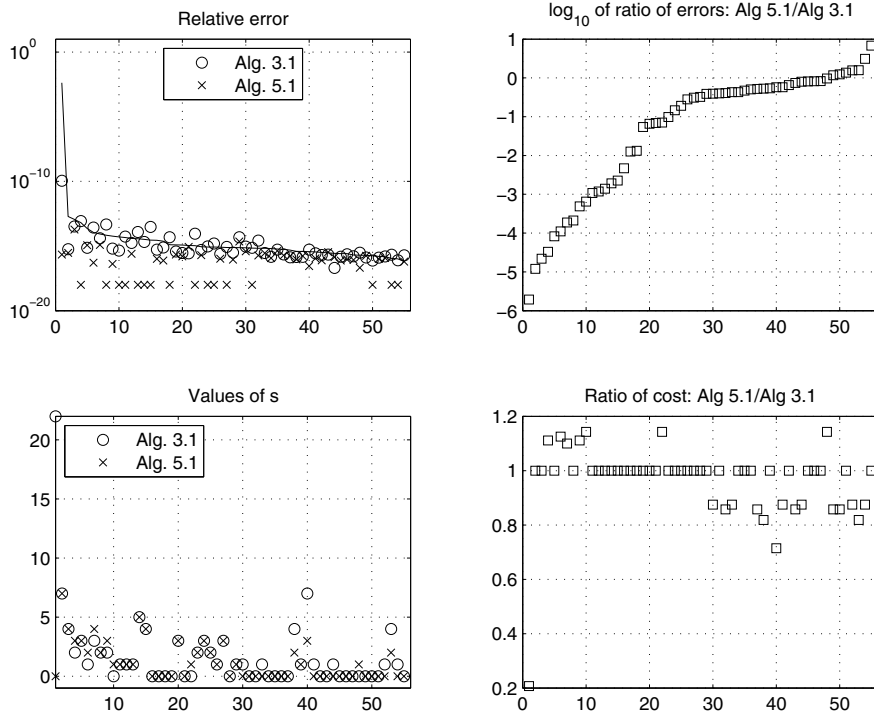 Relative error
10^0
10^-10
10^-20
Alg. 3.1
Alg. 5.1
0 10 20 30 40 50
log10 of ratio of errors: Alg 5.1/Alg 3.1
1
0
-1
-2
-3
-4
-5
-6
0 10 20 30 40 50
Values of s
20
15
10
5
0
Alg. 3.1
Alg. 5.1
10 20 30 40 50
Ratio of cost: Alg 5.1/Alg 3.1
1.2
1
0.8
0.6
0.4
0.2
0 10 20 30 40 50